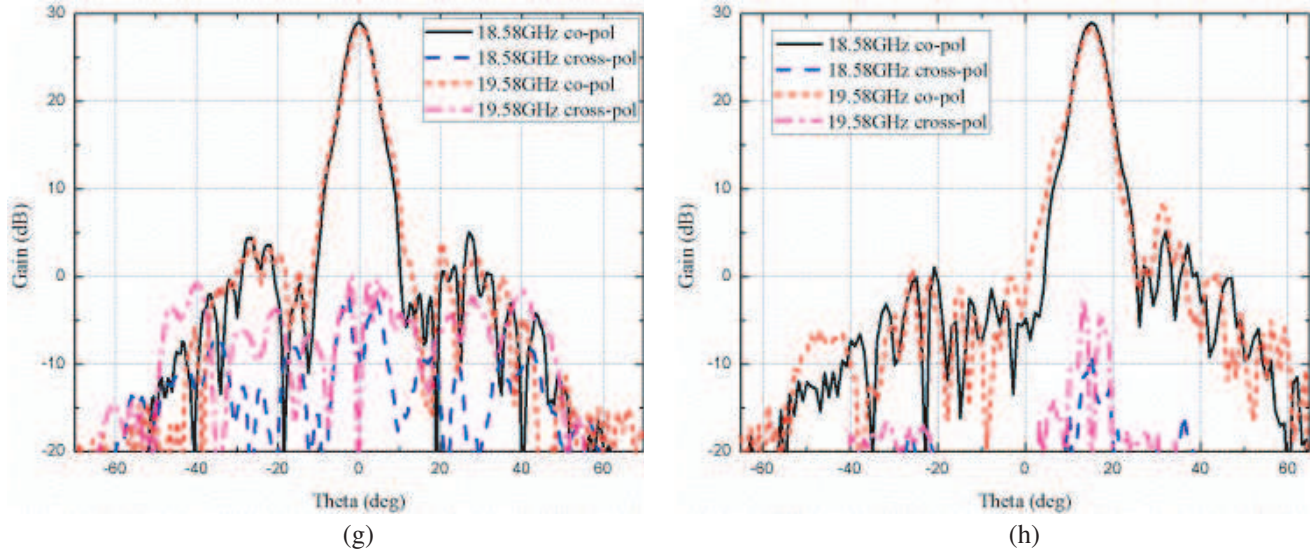 30
20
10
0
-10
-20
Gain (dB)
-60
-40
-20
0
20
40
60
Theta (deg)
18.58GHz co-pol
18.58GHz cross-pol
19.58GHz co-pol
19.58GHz cross-pol
(g)
30
20
10
0
-10
-20
Gain (dB)
-60
-40
-20
0
20
40
60
Theta (deg)
18.58GHz co-pol
18.58GHz cross-pol
19.58GHz co-pol
19.58GHz cross-pol
(h)